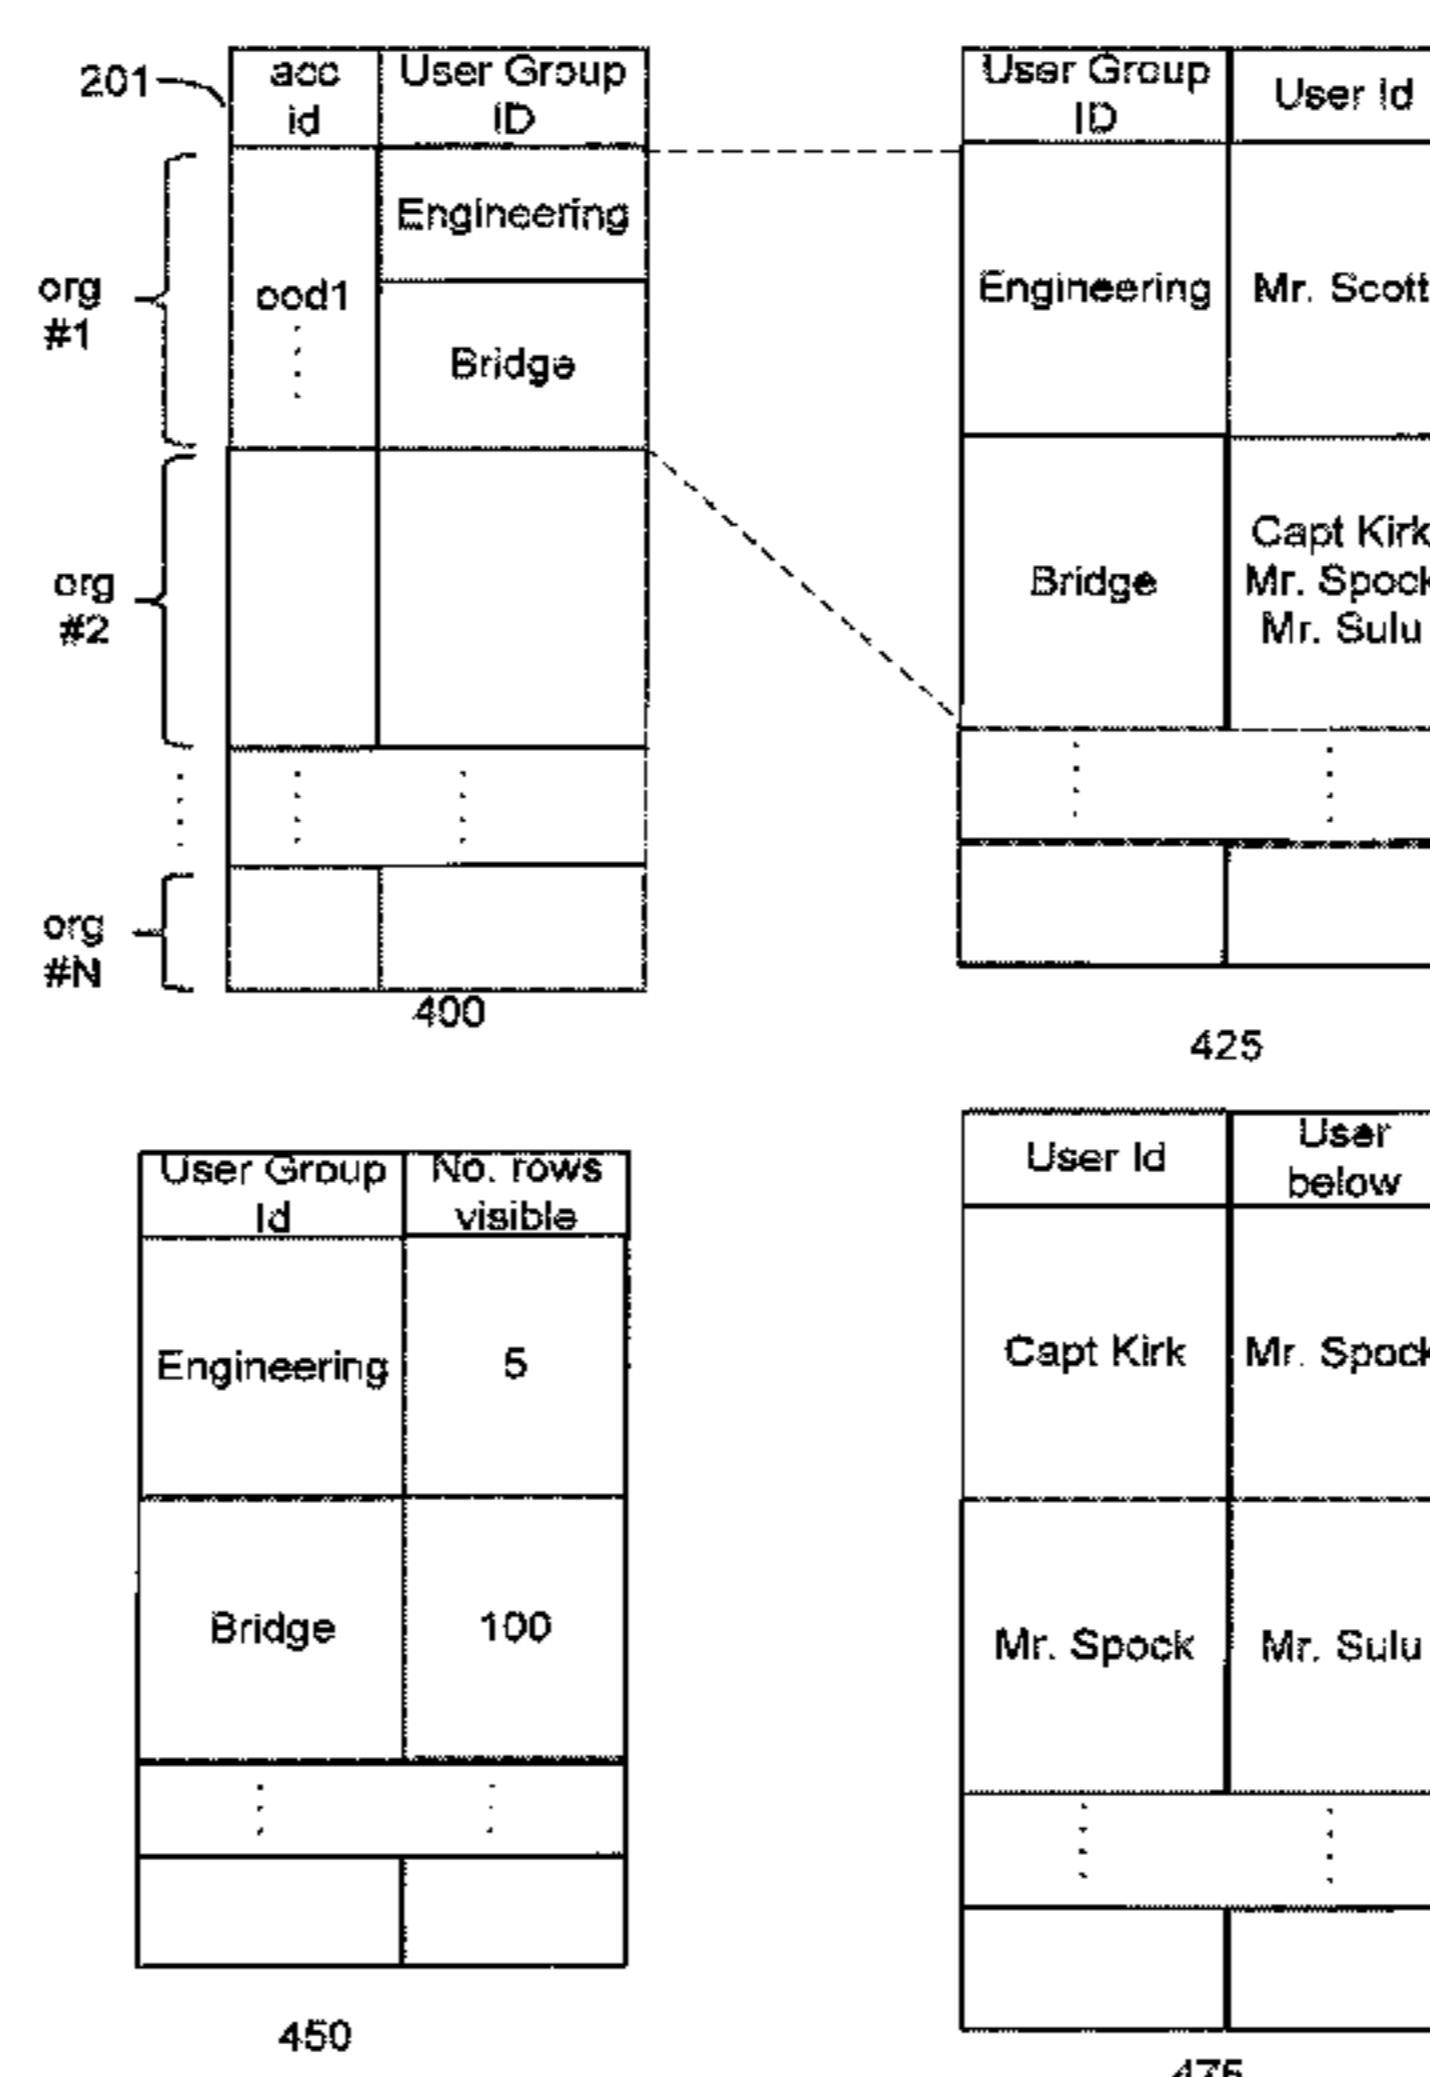 201
acc
id
User Group
ID
org
#1
ood1
Engineering
Bridge
org
#2
org
#N
400
User Group
ID
User Id
Engineering
Mr. Scott
Bridge
Capt Kirk
Mr. Spock
Mr. Sulu
425
User Group
Id
No. rows
visible
Engineering
5
Bridge
100
450
User Id
User
below
Capt Kirk
Mr. Spock
Mr. Spock
Mr. Sulu
475